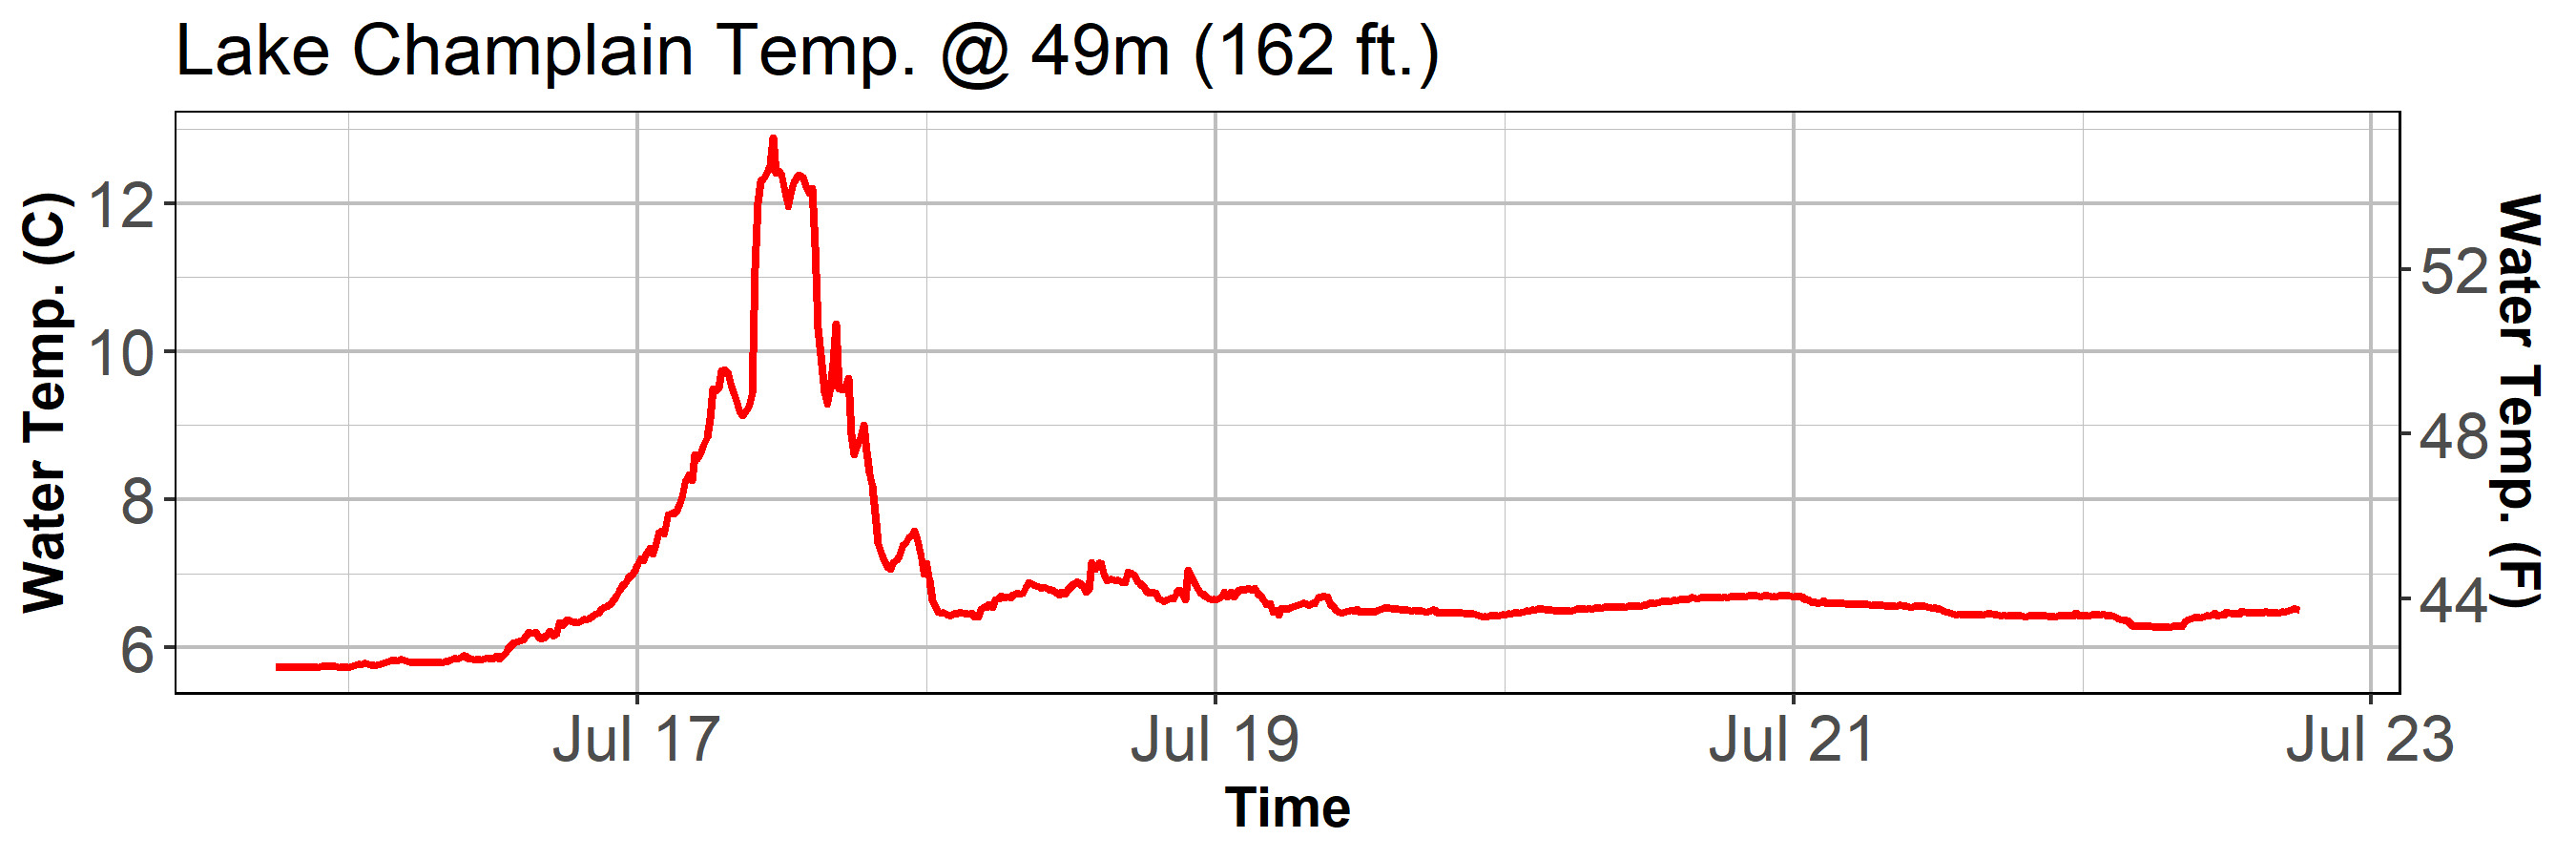 Lake Champlain Temp. @ 49m (162 ft.)
Water Temp. (C)
12
10
8
6
52
48
44
Water Temp. (F)
Jul 17
Jul 19
Jul 21
Jul 23
Time